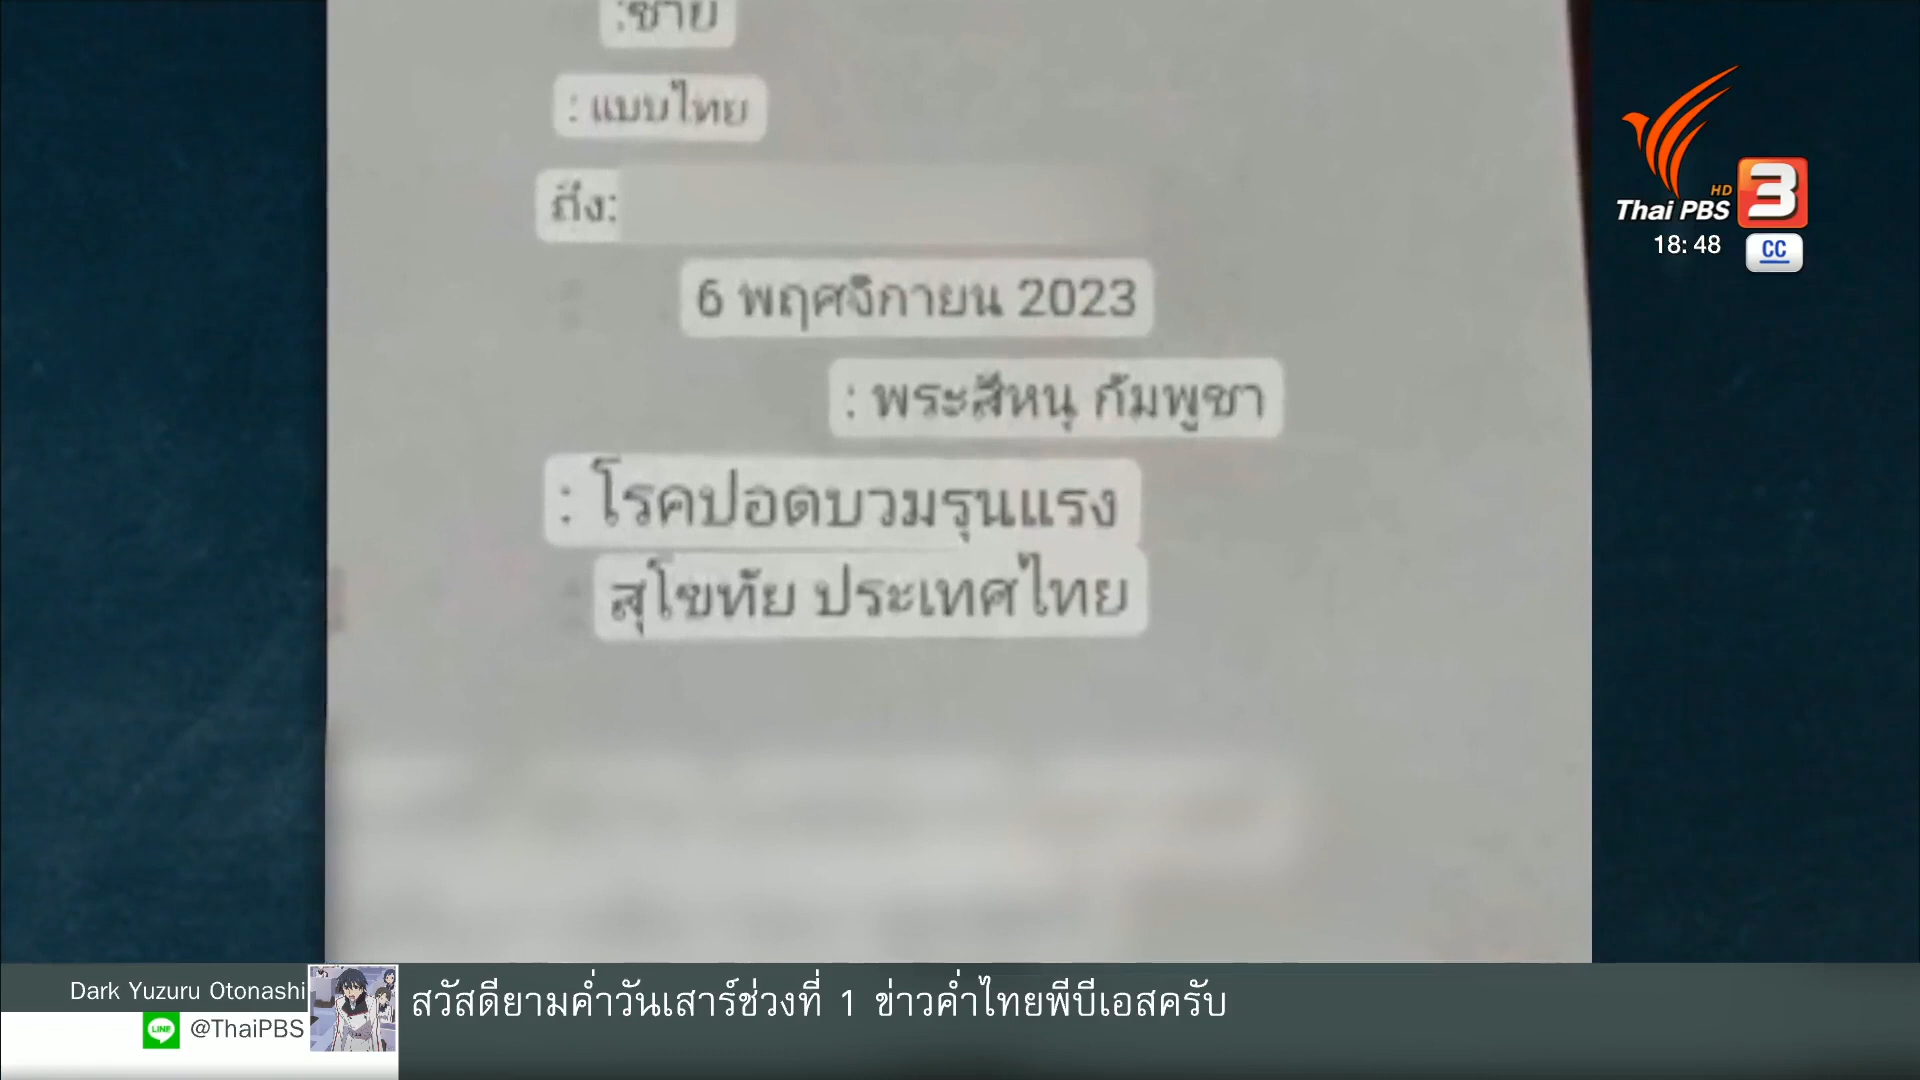 :ชาย
: แบบไทย
ถึง:
6 พฤศจิกายน 2023
: พระสีหนุ กัมพูชา
: โรคปอดบวมรุนแรง
สุโขทัย ประเทศไทย
HD
Thai PBS 3
18:48 CC
Dark Yuzuru Otonashi
LINE @ThaiPBS
สวัสดียามค่ำวันเสาร์ช่วงที่ 1 ข่าวค่ำไทยพีบีเอสครับ